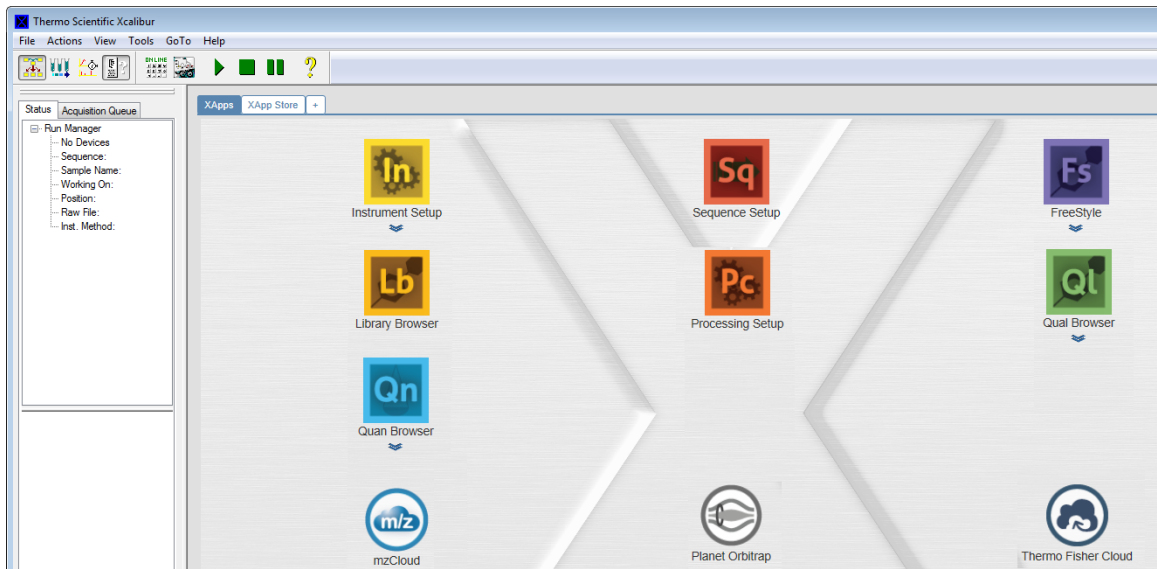 Thermo Scientific Xcalibur
File Actions View Tools GoTo Help
ONLINE
Status Acquisition Queue
XApps XApp Store +
Run Manager
No Devices
Sequence:
Sample Name:
Working On:
Position:
Raw File:
Inst. Method:
In Sq Fs
Instrument Setup Sequence Setup FreeStyle
Lb Pc Ql
Library Browser Processing Setup Qual Browser
Qn
Quan Browser
m/z
mzCloud Planet Orbitrap Thermo Fisher Cloud